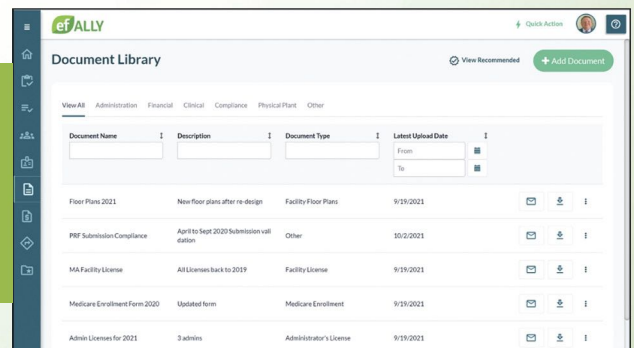 ef ALLY
Quick Action
Document Library
View Recommended
+ Add Document
View All Administration Financial Clinical Compliance Physical Plant Other
Document Name Description Document Type Latest Upload Date
From
To
Floor Plans 2021 New floor plans after re-design Facility Floor Plans 9/19/2021
PRF Submission Compliance April to Sept 2020 Submission vali Other 10/2/2021
dation
MA Facility License All Licenses back to 2019 Facility License 9/19/2021
Medicare Enrollment Form 2020 Updated form Medicare Enrollment 9/19/2021
Admin Licenses for 2021 3 admins Administrator's License 9/19/2021